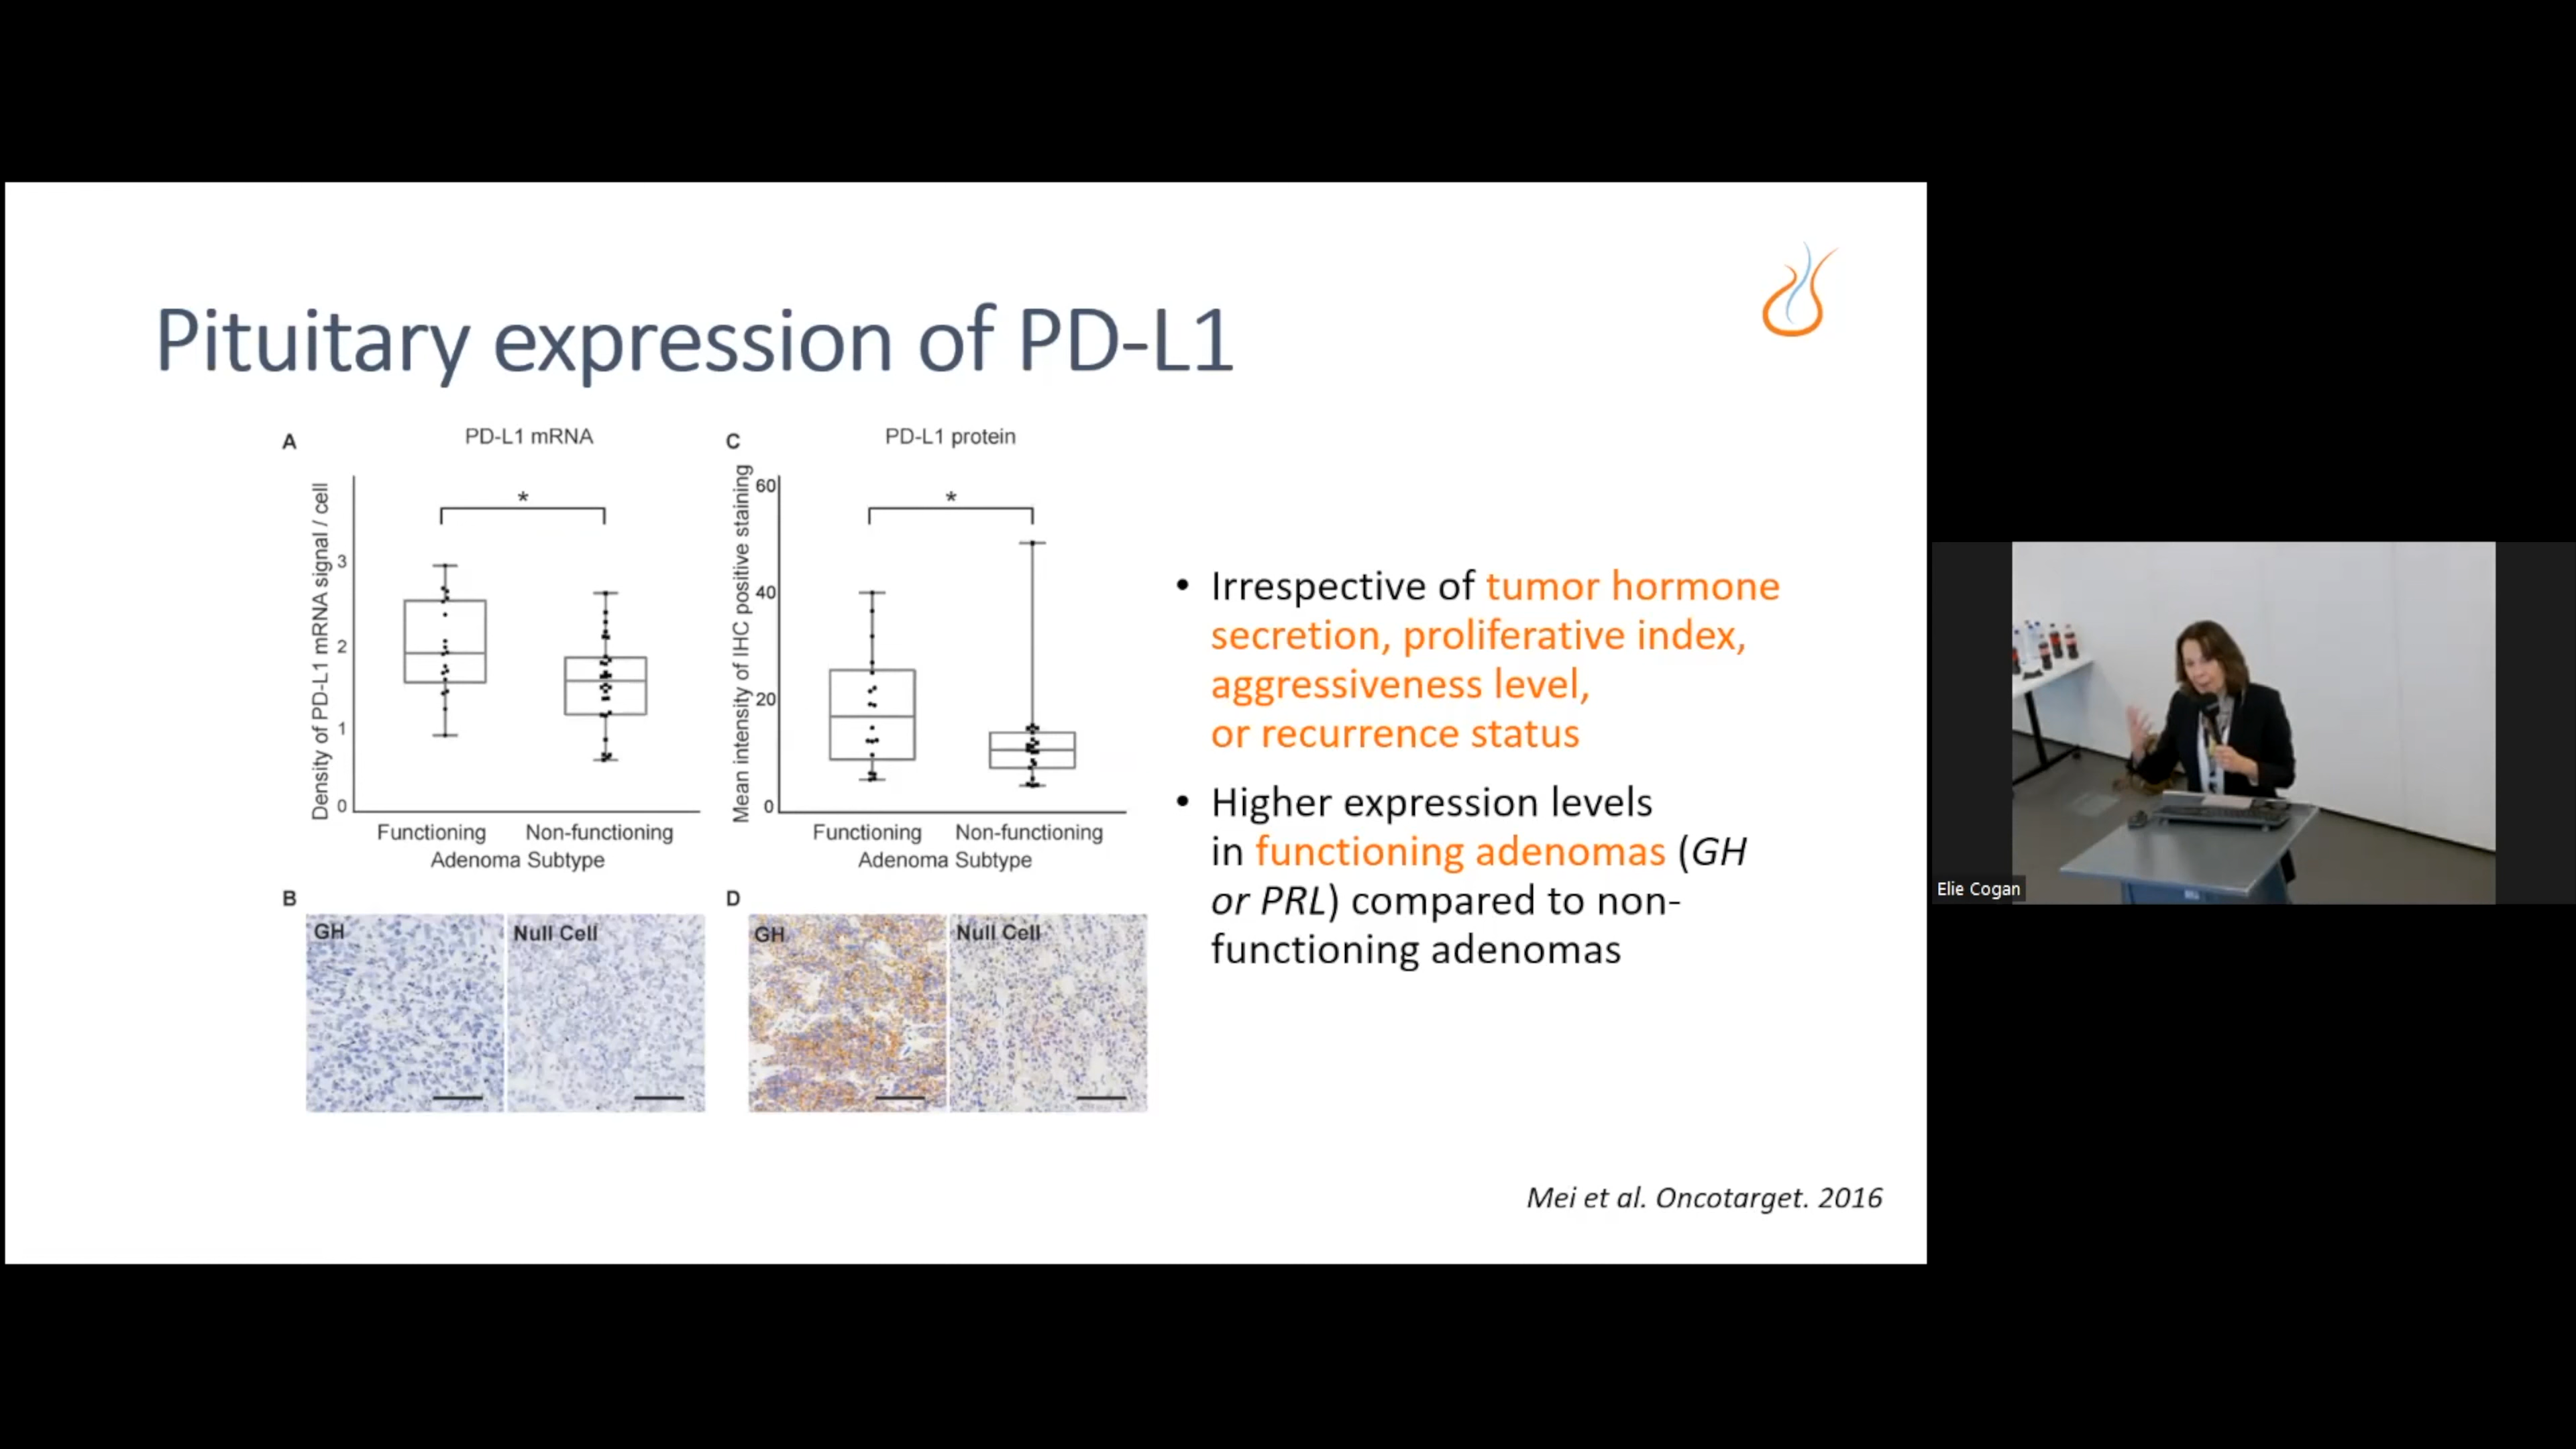 Pituitary expression of PD-L1
A
PD-L1 mRNA
Density of PD-L1 mRNA signal / cell
3
2
1
0
*
Functioning
Non-functioning
Adenoma Subtype
C
PD-L1 protein
Mean intensity of IHC positive staining
60
40
20
0
*
Functioning
Non-functioning
Adenoma Subtype
B
GH
Null Cell
D
GH
Null Cell
• Irrespective of tumor hormone
secretion, proliferative index,
aggressiveness level,
or recurrence status
• Higher expression levels
in functioning adenomas (GH
or PRL) compared to non-
functioning adenomas
Mei et al. Oncotarget. 2016
Elie Cogan